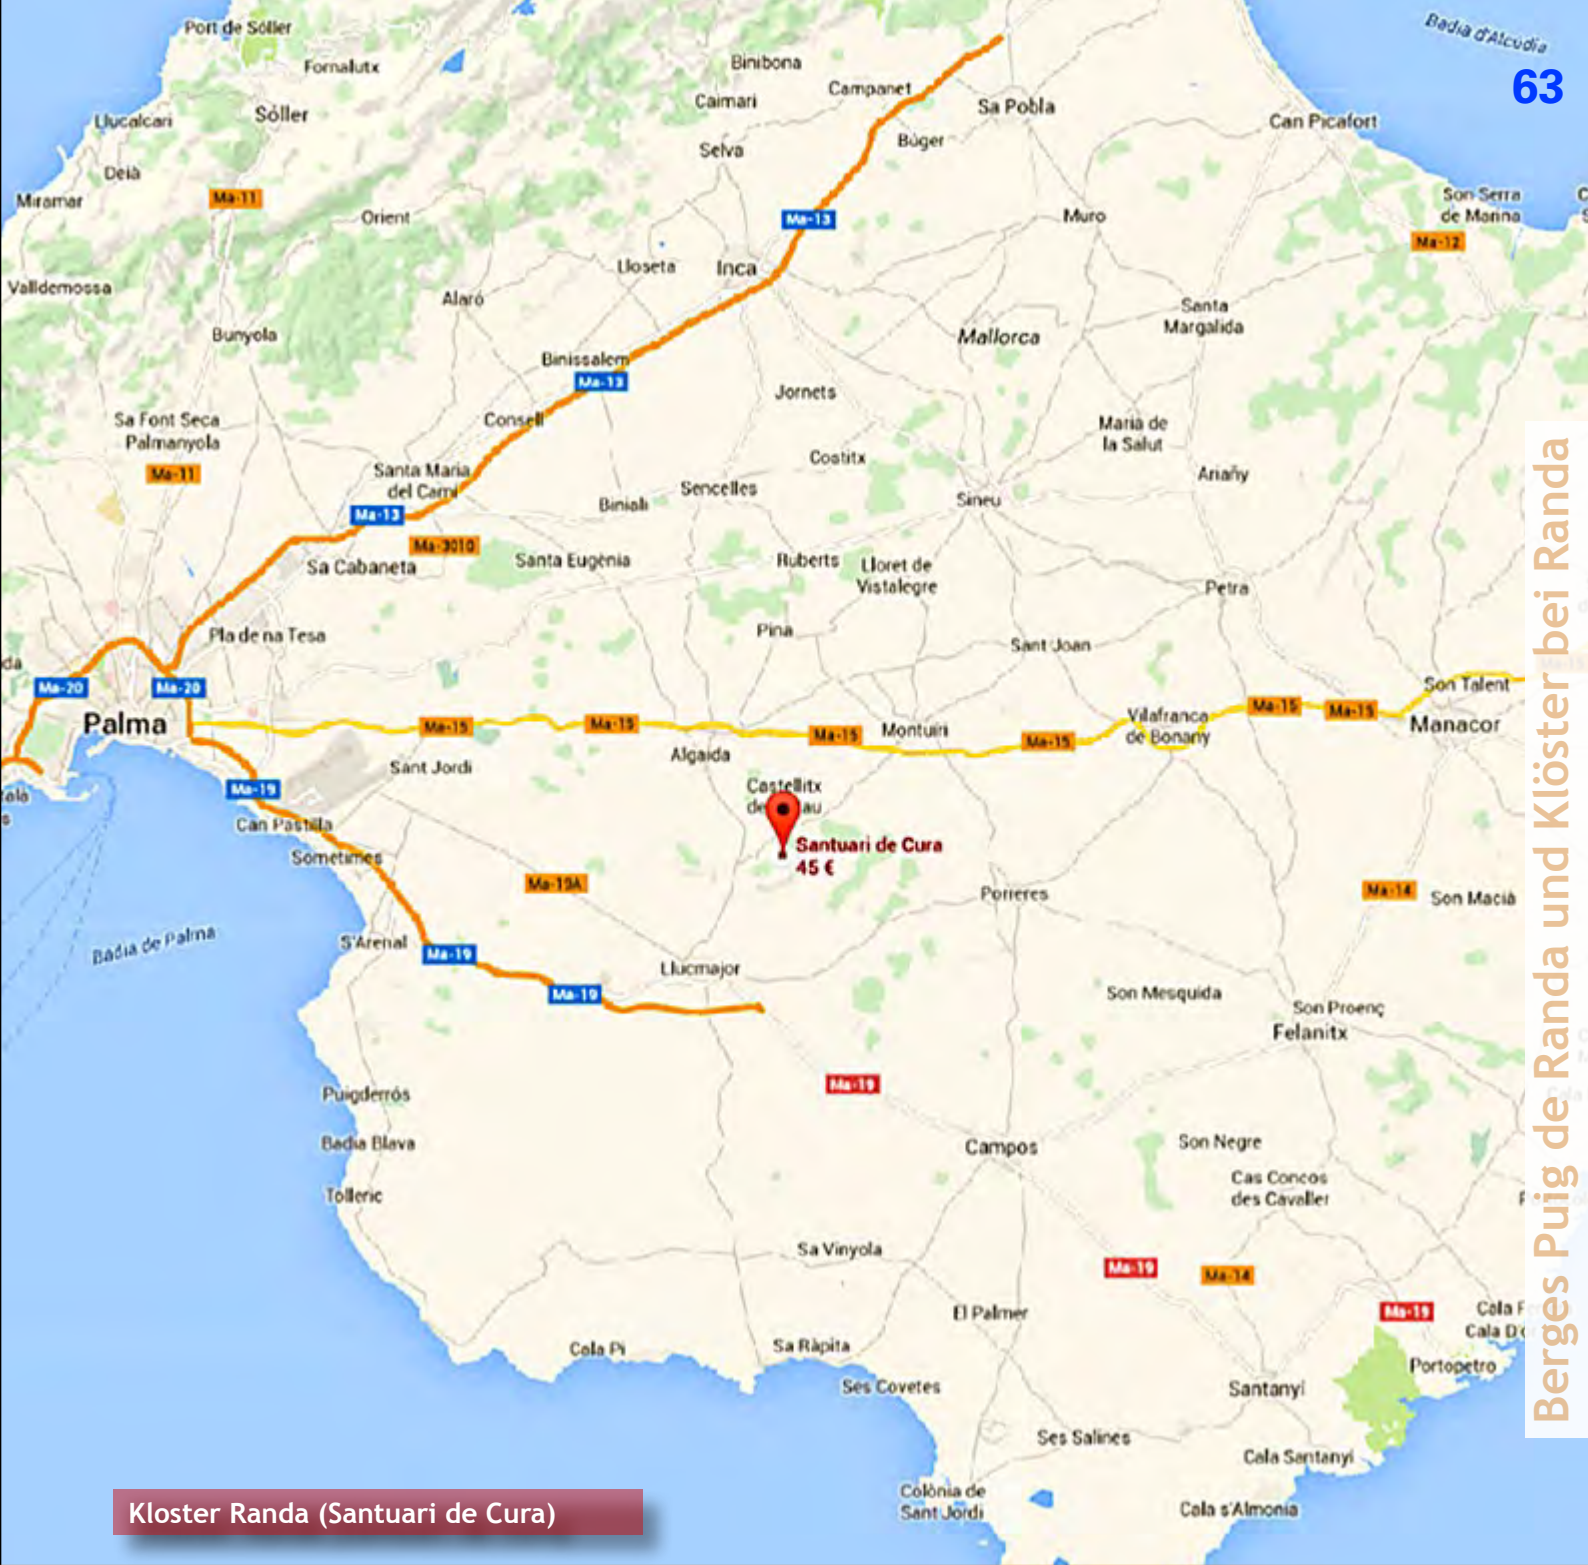 Port de Sóller
Badia d'Alcúdia
63
Fornalutx
Binibona
Campanet
Caimari
Sa Pobla
Llucalcari
Sóller
Can Picafort
Búger
Selva
Deià
Miramar
Ma-11
Orient
Ma-13
Muro
Son Serra
de Marina
Ma-12
Lloseta
Inca
Valldemossa
Alaró
Santa
Margalida
Bunyola
Mallorca
Binissalem
Ma-13
Jornets
Sa Font Seca
Palmanyola
Consell
Maria de
la Salut
Costitx
Ma-11
Santa Maria
del Camí
Ariañy
Sencelles
Biniali
Sineu
Ma-13
Ma-3010
Sa Cabaneta
Santa Eugènia
Ruberts
Lloret de
Vistalegre
Petra
Pla de na Tesa
Pina
Sant Joan
Ma-20
Ma-20
Son Talent
Palma
Ma-15
Ma-15
Ma-15
Montuïri
Ma-15
Vilafranca
de Bonany
Ma-15
Ma-15
Manacor
Algaida
Sant Jordi
Castellitx
Ma-19
Can Pastilla
Santuari de Cura
45 €
Sometimes
Ma-19A
Porreres
Ma-14
Son Macià
Badia de Palma
S'Arenal
Ma-19
Llucmajor
Ma-19
Son Mesquida
Son Proenç
Felanitx
Ma-19
Puigderrós
Badia Blava
Campos
Son Negre
Tolleric
Cas Concos
des Cavaller
Sa Vinyola
Ma-19
Ma-14
El Palmer
Ma-19
Cala
Cala
Cala Pi
Sa Ràpita
Portopetro
Ses Covetes
Santanyí
Ses Salines
Cala Santanyí
Colònia de
Sant Jordi
Cala s'Almonia
Kloster Randa (Santuari de Cura)
Berges Puig de Randa und Klöster bei Randa